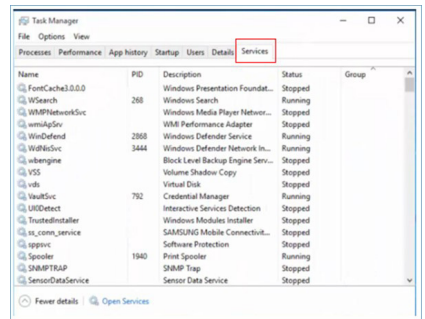 Task Manager
File Options View
Processes Performance App history Startup Users Details Services
Name PID Description Status Group
FontCache3.0.0.0 Windows Presentation Foundat... Stopped
WSearch 268 Windows Search Running
WMPNetworkSvc Windows Media Player Networ... Stopped
wmiApSrv WMI Performance Adapter Stopped
WinDefend 2868 Windows Defender Service Running
WdNisSvc 3444 Windows Defender Network In... Running
wbengine Block Level Backup Engine Serv... Stopped
VSS Volume Shadow Copy Stopped
vds Virtual Disk Stopped
VaultSvc 792 Credential Manager Running
UI0Detect Interactive Services Detection Stopped
TrustedInstaller Windows Modules Installer Stopped
ss_conn_service SAMSUNG Mobile Connectivit... Stopped
sppsvc Software Protection Stopped
Spooler 1940 Print Spooler Running
SNMPTRAP SNMP Trap Stopped
SensorDataService Sensor Data Service Stopped
Fewer details Open Services